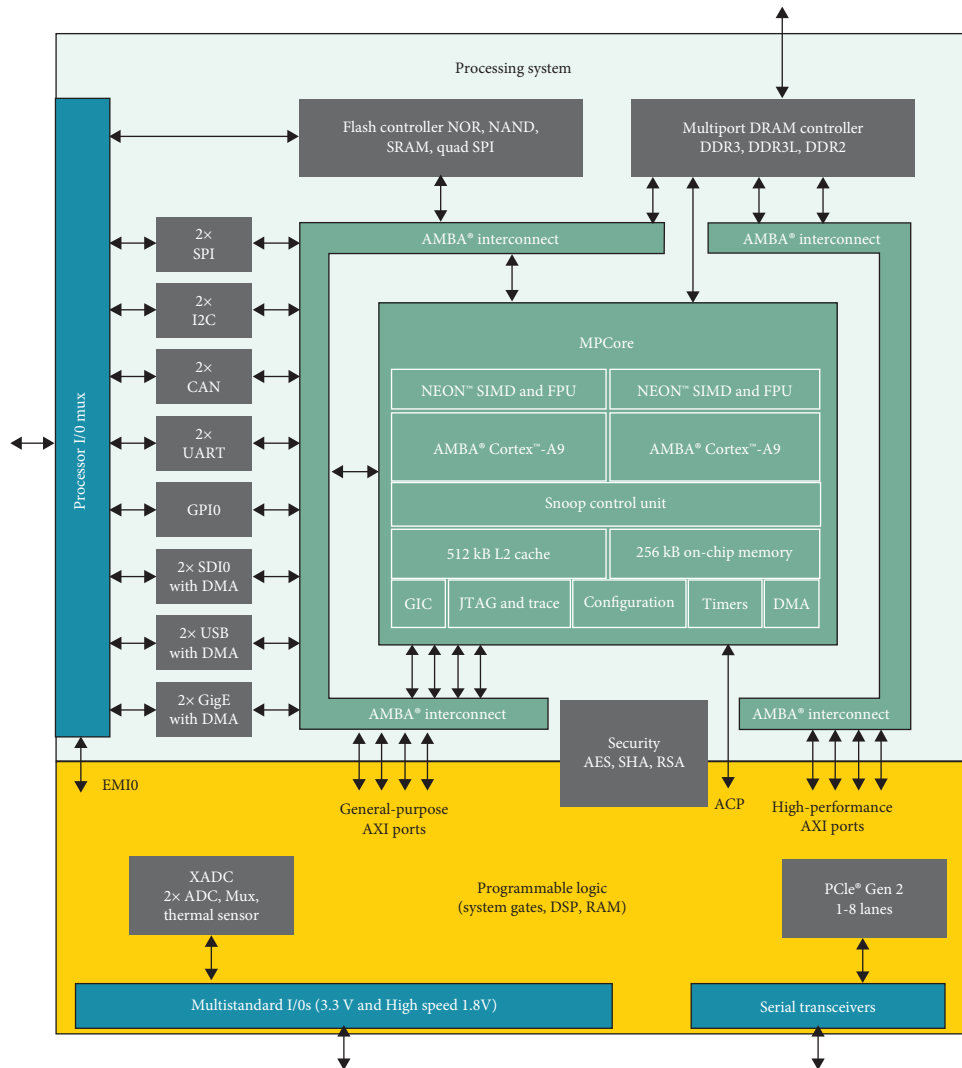 Processing system
Flash controller NOR, NAND,
SRAM, quad SPI
Multiport DRAM controller
DDR3, DDR3L, DDR2
AMBA® interconnect
AMBA® interconnect
Processor I/0 mux
2×
SPI
2×
I2C
2×
CAN
2×
UART
GPI0
2× SDI0
with DMA
2× USB
with DMA
2× GigE
with DMA
MPCore
NEON™ SIMD and FPU
NEON™ SIMD and FPU
AMBA® Cortex™-A9
AMBA® Cortex™-A9
Snoop control unit
512 kB L2 cache
256 kB on-chip memory
GIC
JTAG and trace
Configuration
Timers
DMA
AMBA® interconnect
AMBA® interconnect
Security
AES, SHA, RSA
EMI0
General-purpose
AXI ports
ACP
High-performance
AXI ports
XADC
2× ADC, Mux,
thermal sensor
Programmable logic
(system gates, DSP, RAM)
PCle® Gen 2
1-8 lanes
Multistandard I/0s (3.3 V and High speed 1.8V)
Serial transceivers